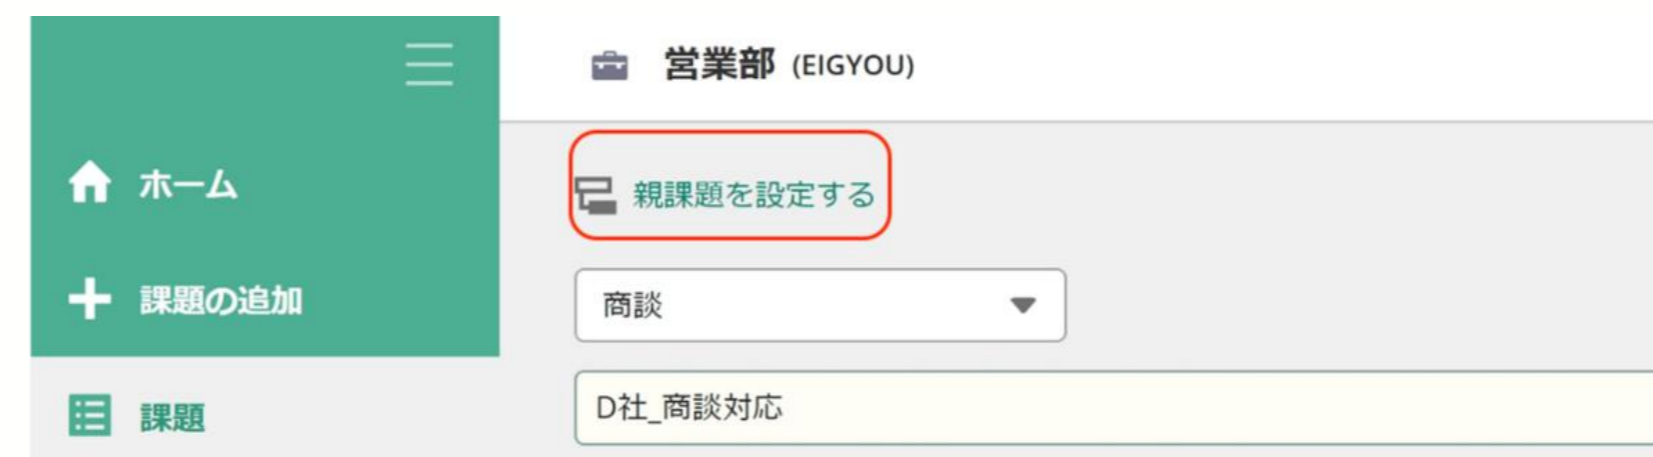 営業部 (EIGYOU)
ホーム
課題の追加
課題
親課題を設定する
商談
D社_商談対応